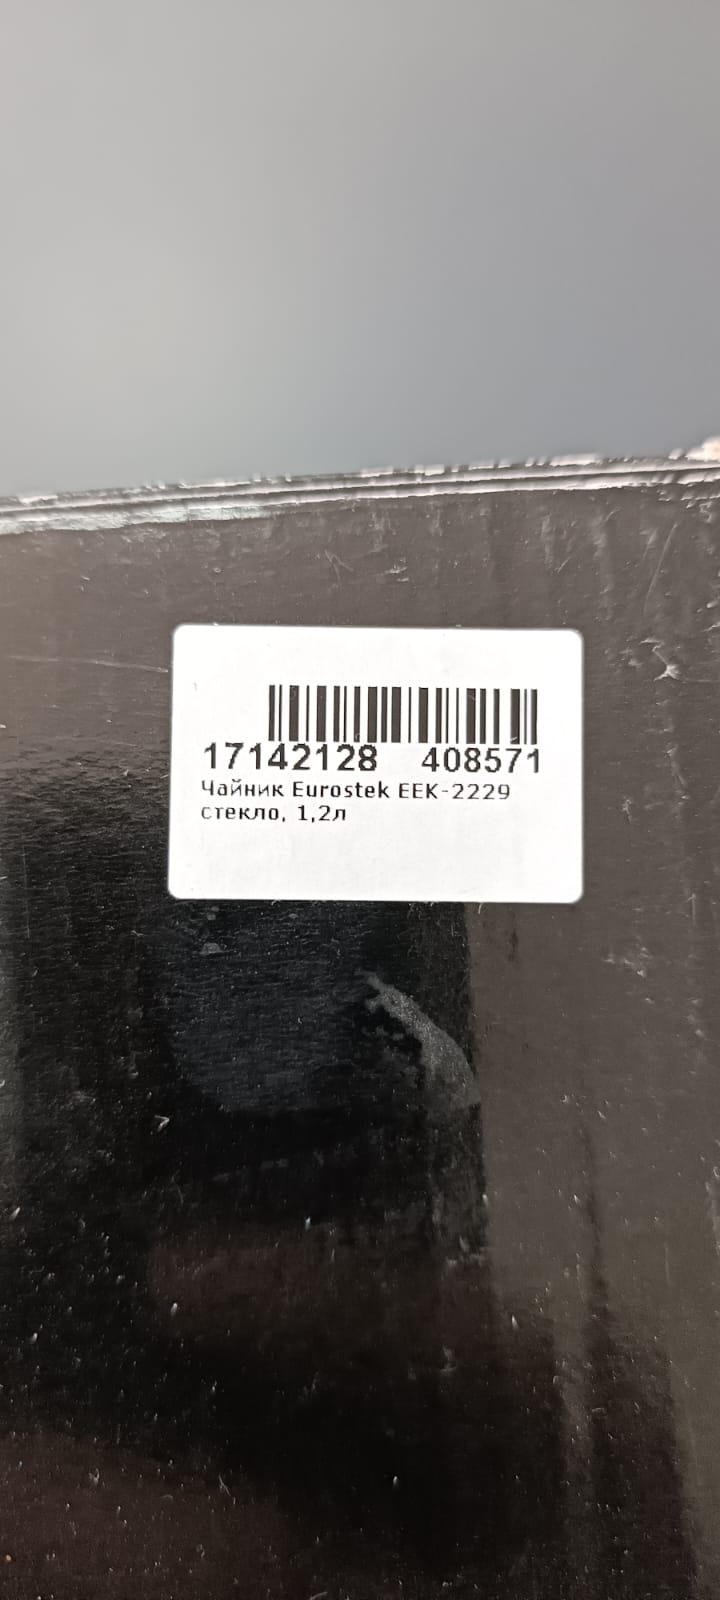 17142128 408571
Чайник Eurostek EEK-2229
стекло, 1,2л